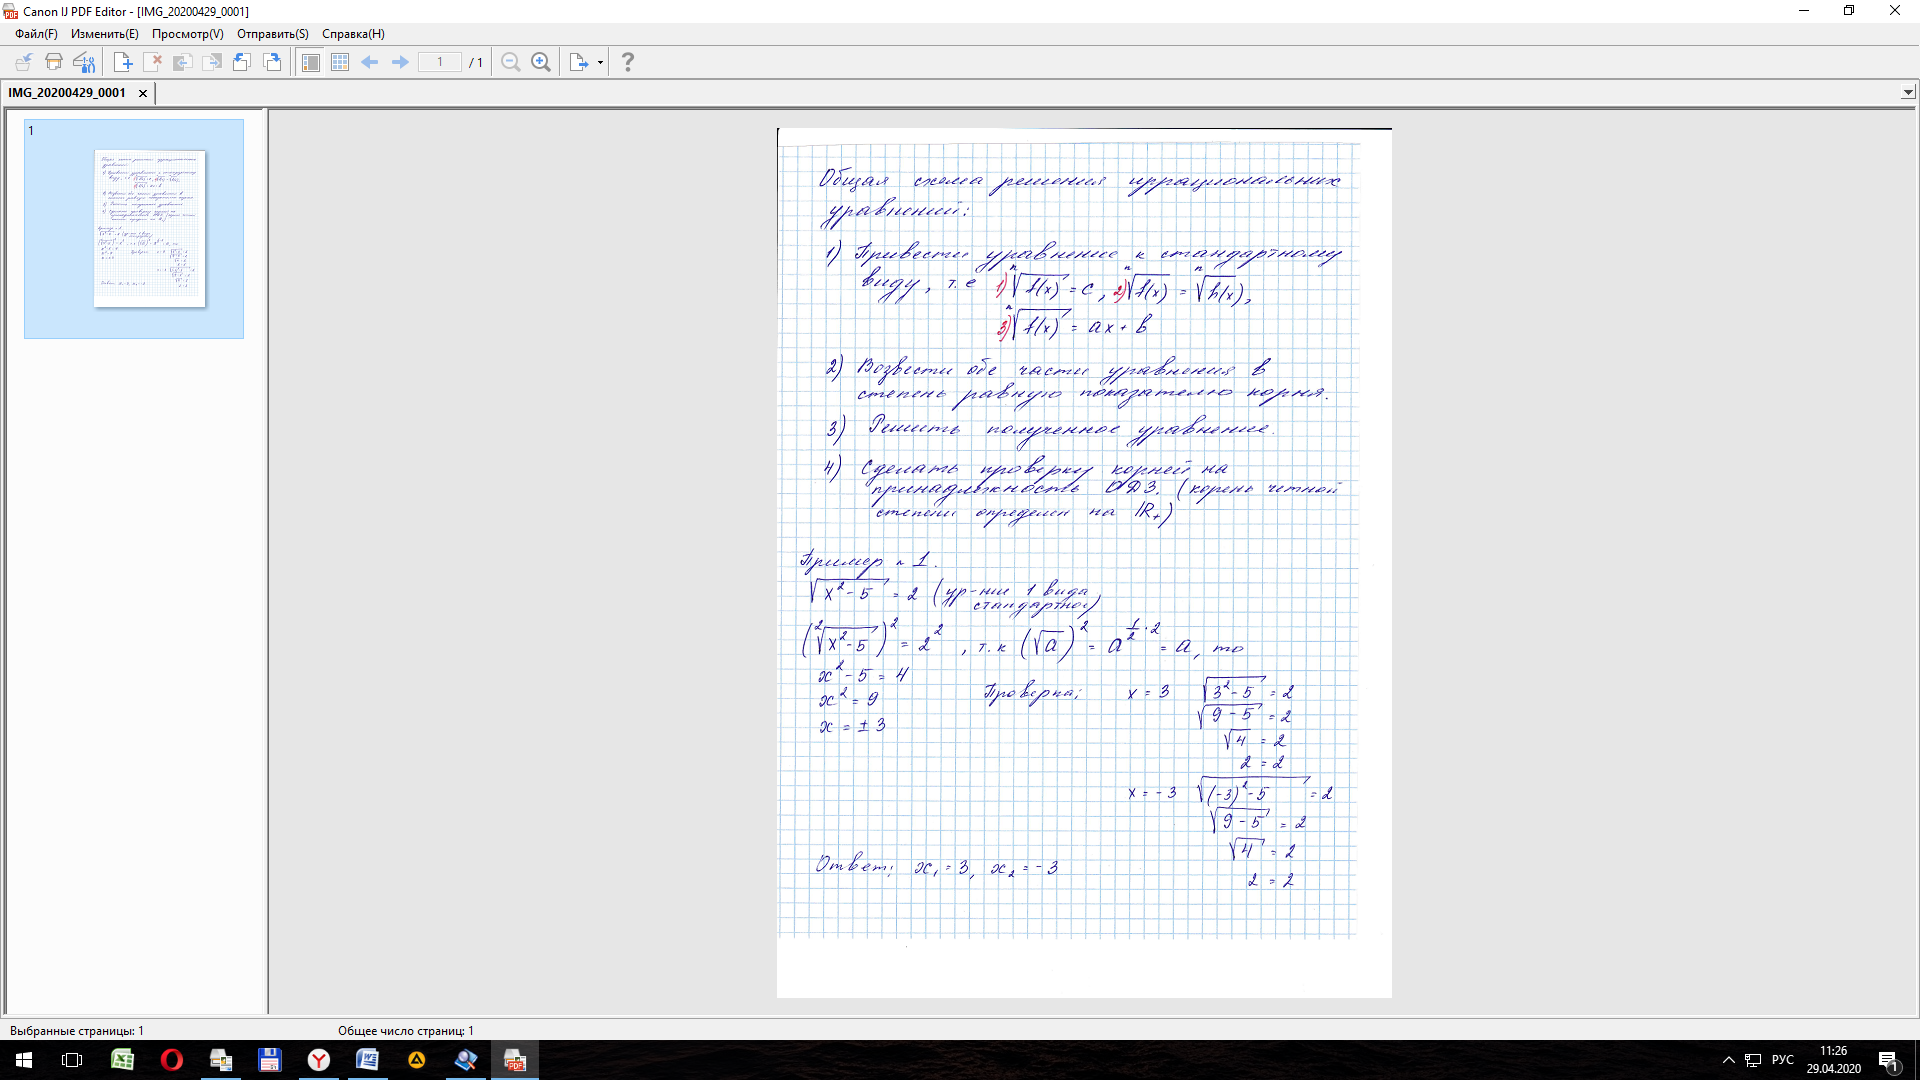 Canon IJ PDF Editor - [IMG_20200429_0001]
Файл(F) Изменить(E) Просмотр(V) Отправить(S) Справка(H)
1 / 1
IMG_20200429_0001
1
Общая схема решения иррациональных
уравнений:
1) Привести уравнение к стандартному
виду, т.е 1) ⁿ√f(x) = c, 2) ⁿ√f(x) = ⁿ√h(x),
3) ⁿ√f(x) = ax + b
2) Возвести обе части уравнения в
степень равную показателю корня.
3) Решить полученное уравнение.
4) Сделать проверку корней на
принадлежность ОДЗ. (корень четной
степени определен на IR₊)
Пример ~ 1.
√(x² - 5) = 2 (ур-ние 1 вида
стандартное)
(²√(x² - 5))² = 2² , т.к (√a)² = a^(1/2 · 2) = a, то
x² - 5 = 4
x² = 9
x = ± 3
Проверка: x = 3 √(3² - 5) = 2
√(9 - 5) = 2
√4 = 2
2 = 2
x = - 3 √((-3)² - 5) = 2
√(9 - 5) = 2
√4 = 2
2 = 2
Ответ: x₁ = 3, x₂ = - 3
Выбранные страницы: 1 Общее число страниц: 1
РУС
11:26
29.04.2020
1